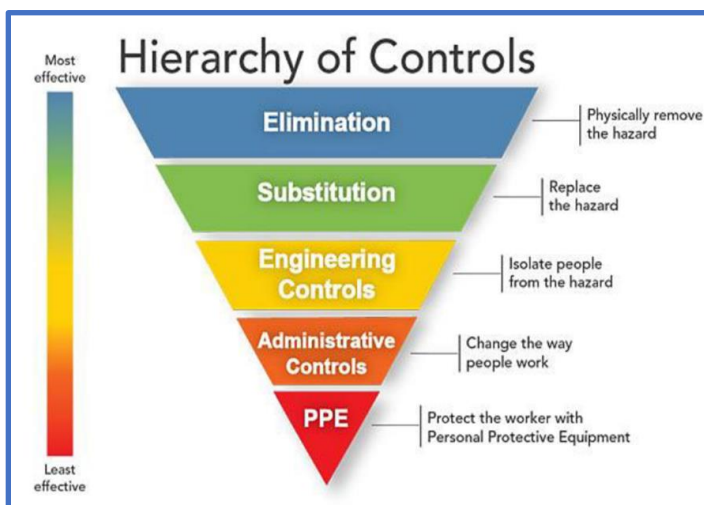 Hierarchy of Controls
Most
effective
Elimination
Physically remove
the hazard
Substitution
Replace
the hazard
Engineering
Controls
Isolate people
from the hazard
Administrative
Controls
Change the way
people work
PPE
Protect the worker with
Personal Protective Equipment
Least
effective